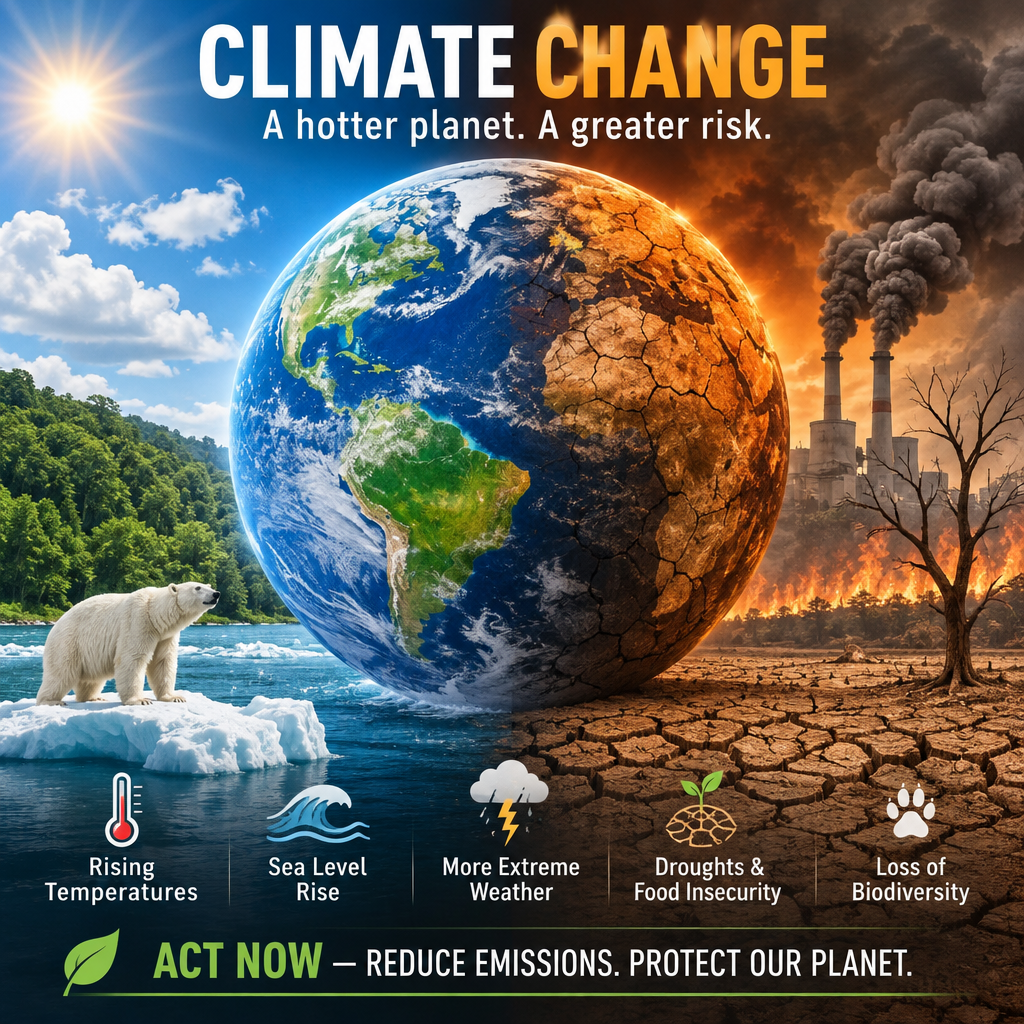 CLIMATE CHANGE
A hotter planet. A greater risk.
Rising
Temperatures
Sea Level
Rise
More Extreme
Weather
Droughts &
Food Insecurity
Loss of
Biodiversity
ACT NOW – REDUCE EMISSIONS. PROTECT OUR PLANET.